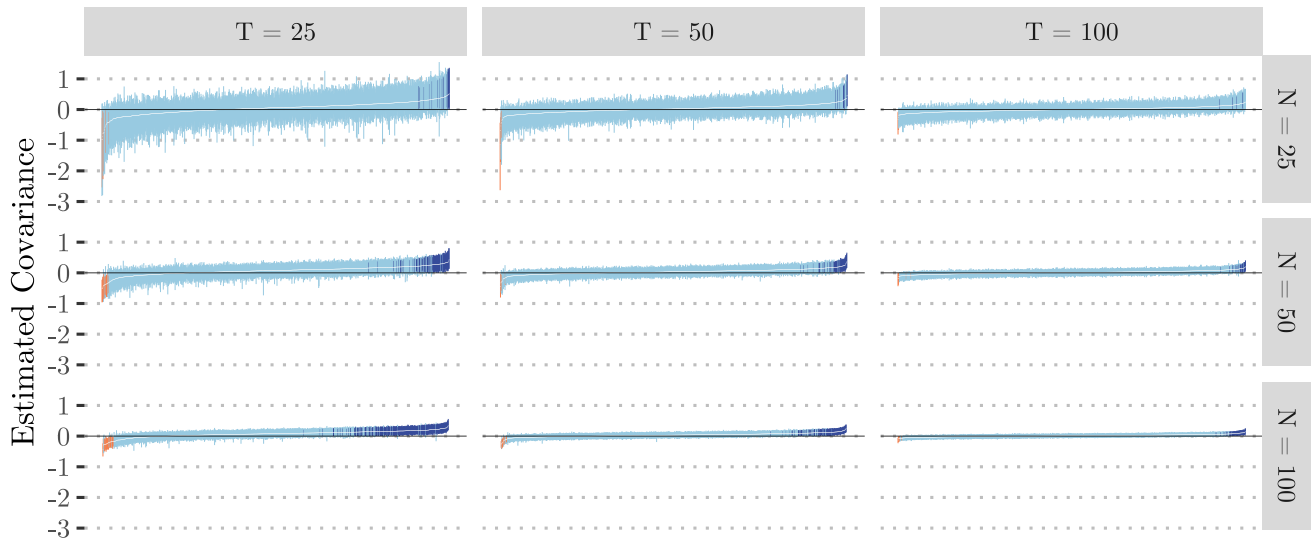 T = 25
T = 50
T = 100
Estimated Covariance
1
0
-1
-2
-3
N = 25
1
0
-1
-2
-3
N = 50
1
0
-1
-2
-3
N = 100